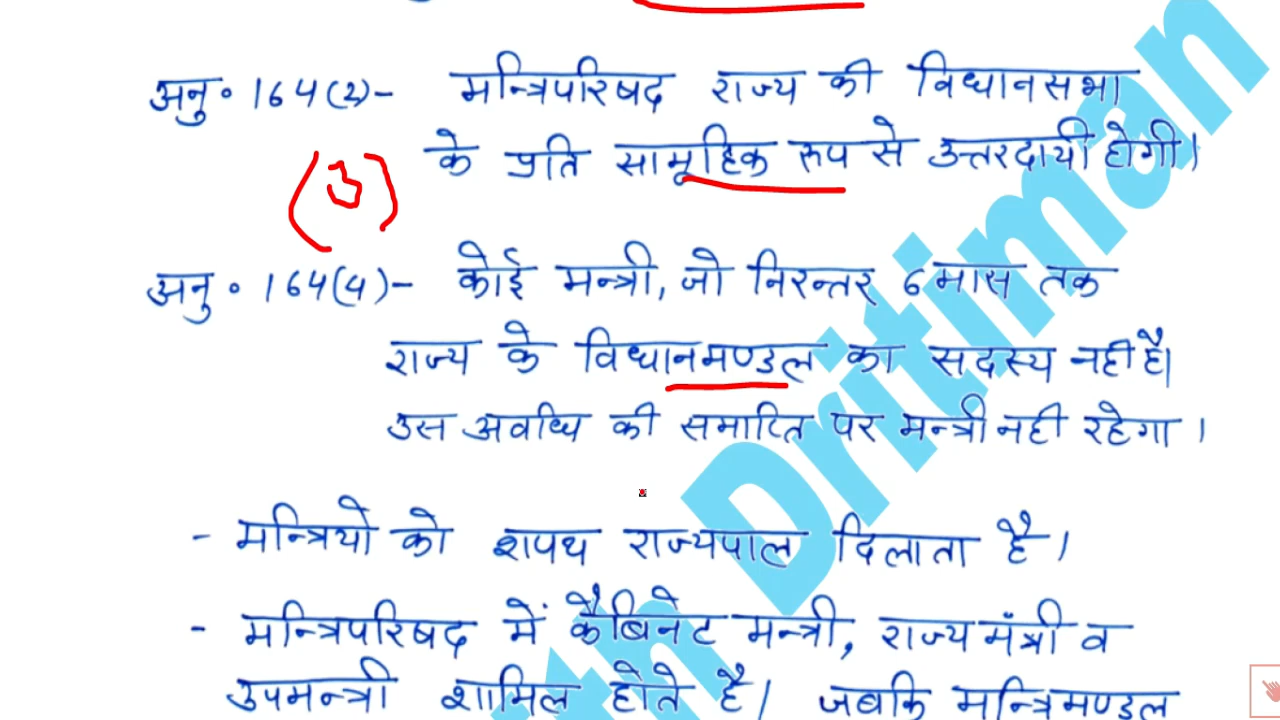 अनु॰ 164(2)- मन्त्रिपरिषद राज्य की विधानसभा
के प्रति सामूहिक रूप से उत्तरदायी होगी।
(3)
अनु॰ 164(4)- कोई मन्त्री, जो निरन्तर 6 मास तक
राज्य के विधानमण्डल का सदस्य नही है।
उस अवधि की समाप्ति पर मन्त्री नही रहेगा ।
- मन्त्रियो को शपथ राज्यपाल दिलाता है।
- मन्त्रिपरिषद में कैबिनेट मन्त्री, राज्य मंत्री व
उपमन्त्री शामिल होते है। जबकि मन्त्रिमण्डल
Dritiman